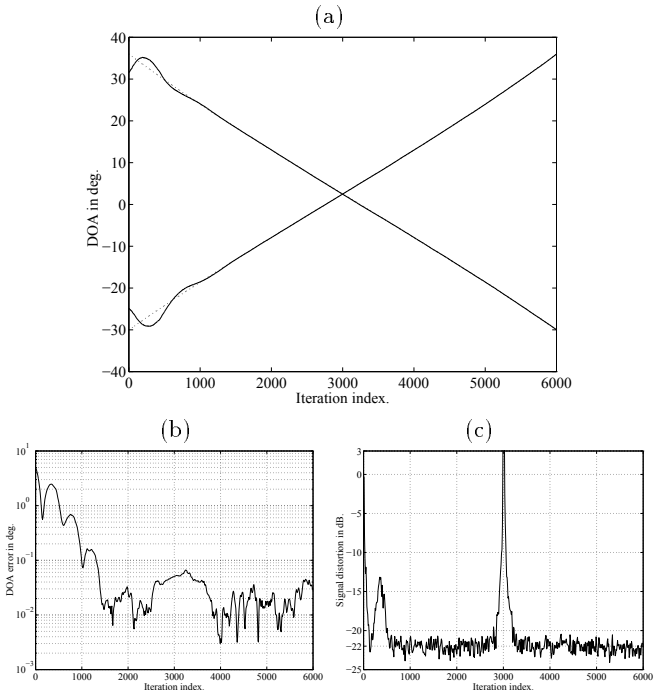 (a)
DOA in deg.
40
30
20
10
0
−10
−20
−30
−40
0 1000 2000 3000 4000 5000 6000
Iteration index.
(b)
DOA error in deg.
10^1
10^0
10^-1
10^-2
10^-3
0 1000 2000 3000 4000 5000 6000
Iteration index.
(c)
Signal distortion in dB.
3
0
−5
−10
−15
−20
−22
−25
0 1000 2000 3000 4000 5000 6000
Iteration index.